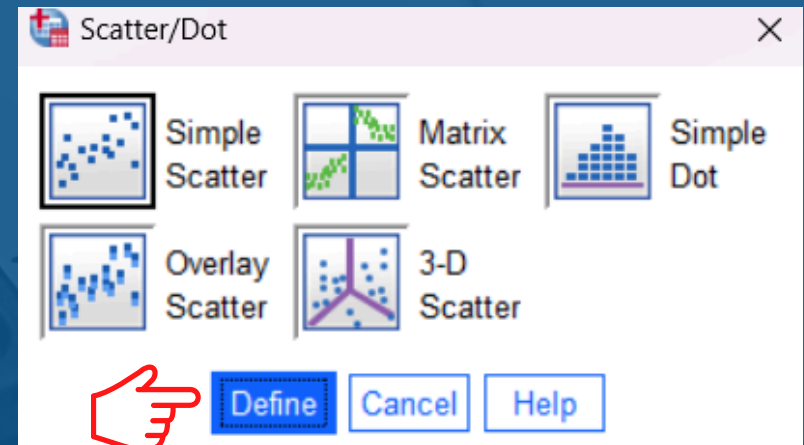 Scatter/Dot
Simple
Scatter
Matrix
Scatter
Simple
Dot
Overlay
Scatter
3-D
Scatter
Define
Cancel
Help